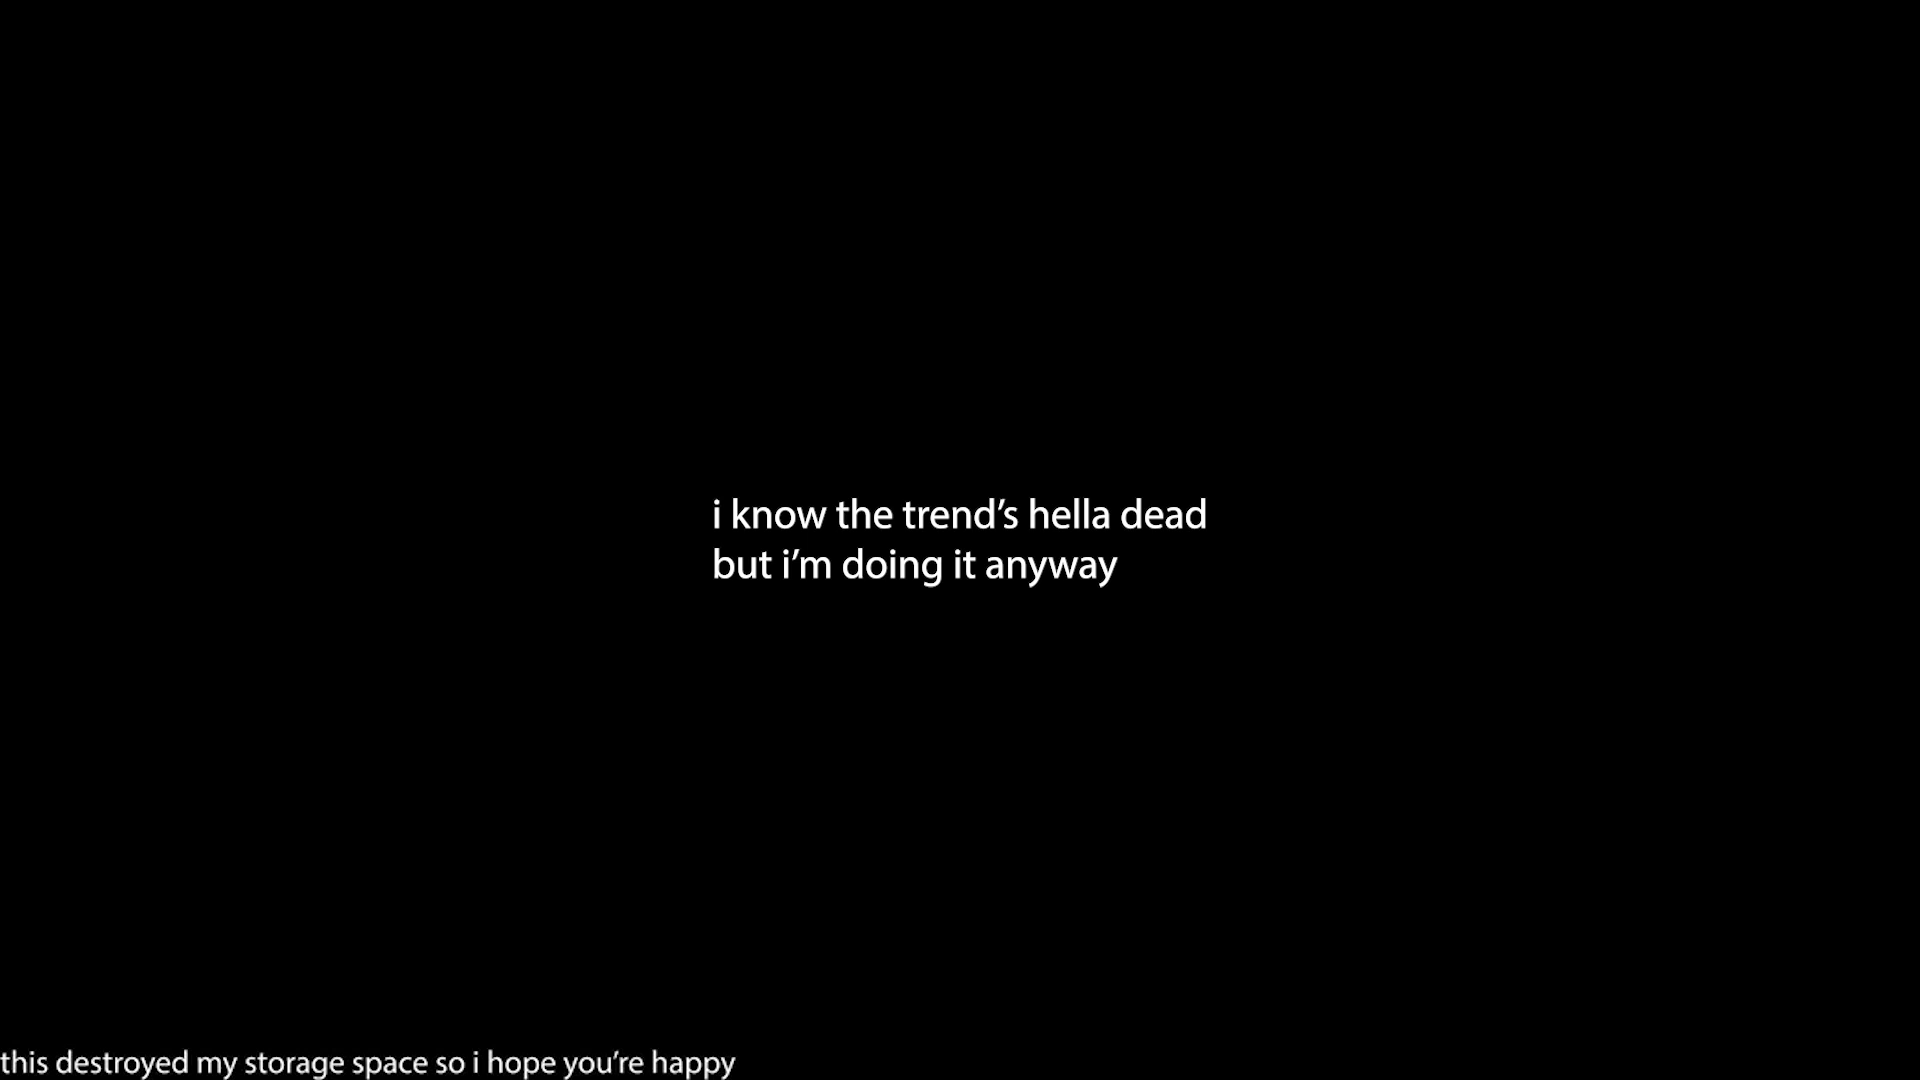 i know the trend’s hella dead
but i’m doing it anyway
this destroyed my storage space so i hope you’re happy